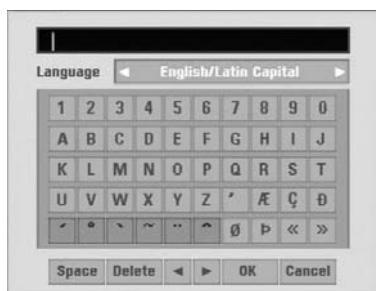 Language ◄ English/Latin Capital ►
1 2 3 4 5 6 7 8 9 0
A B C D E F G H I J
K L M N O P Q R S T
U V W X Y Z ´ Æ Ç Ð
´ ° ` ~ ¨ ^ Ø Þ « »
Space Delete ◄ ► OK Cancel